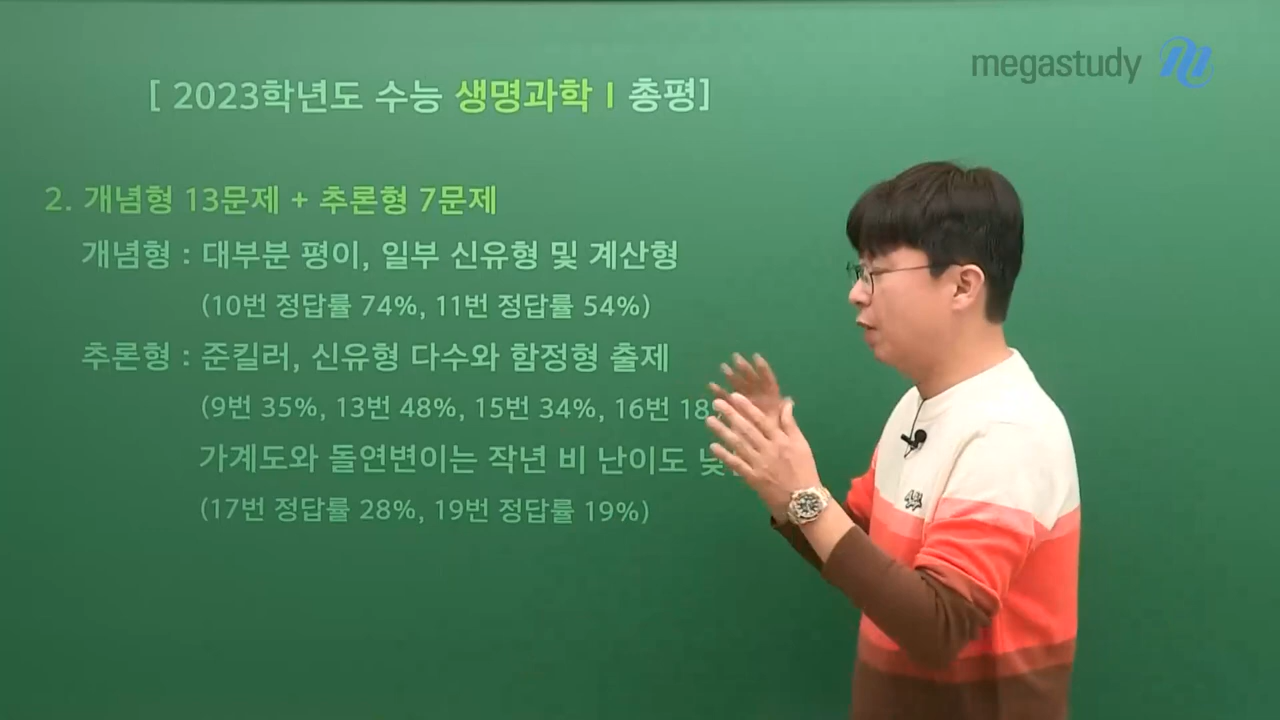 megastudy
[ 2023학년도 수능 생명과학 I 총평]
2. 개념형 13문제 + 추론형 7문제
개념형 : 대부분 평이, 일부 신유형 및 계산형
(10번 정답률 74%, 11번 정답률 54%)
추론형 : 준킬러, 신유형 다수와 함정형 출제
(9번 35%, 13번 48%, 15번 34%, 16번 18
가계도와 돌연변이는 작년 비 난이도
(17번 정답률 28%, 19번 정답률 19%)